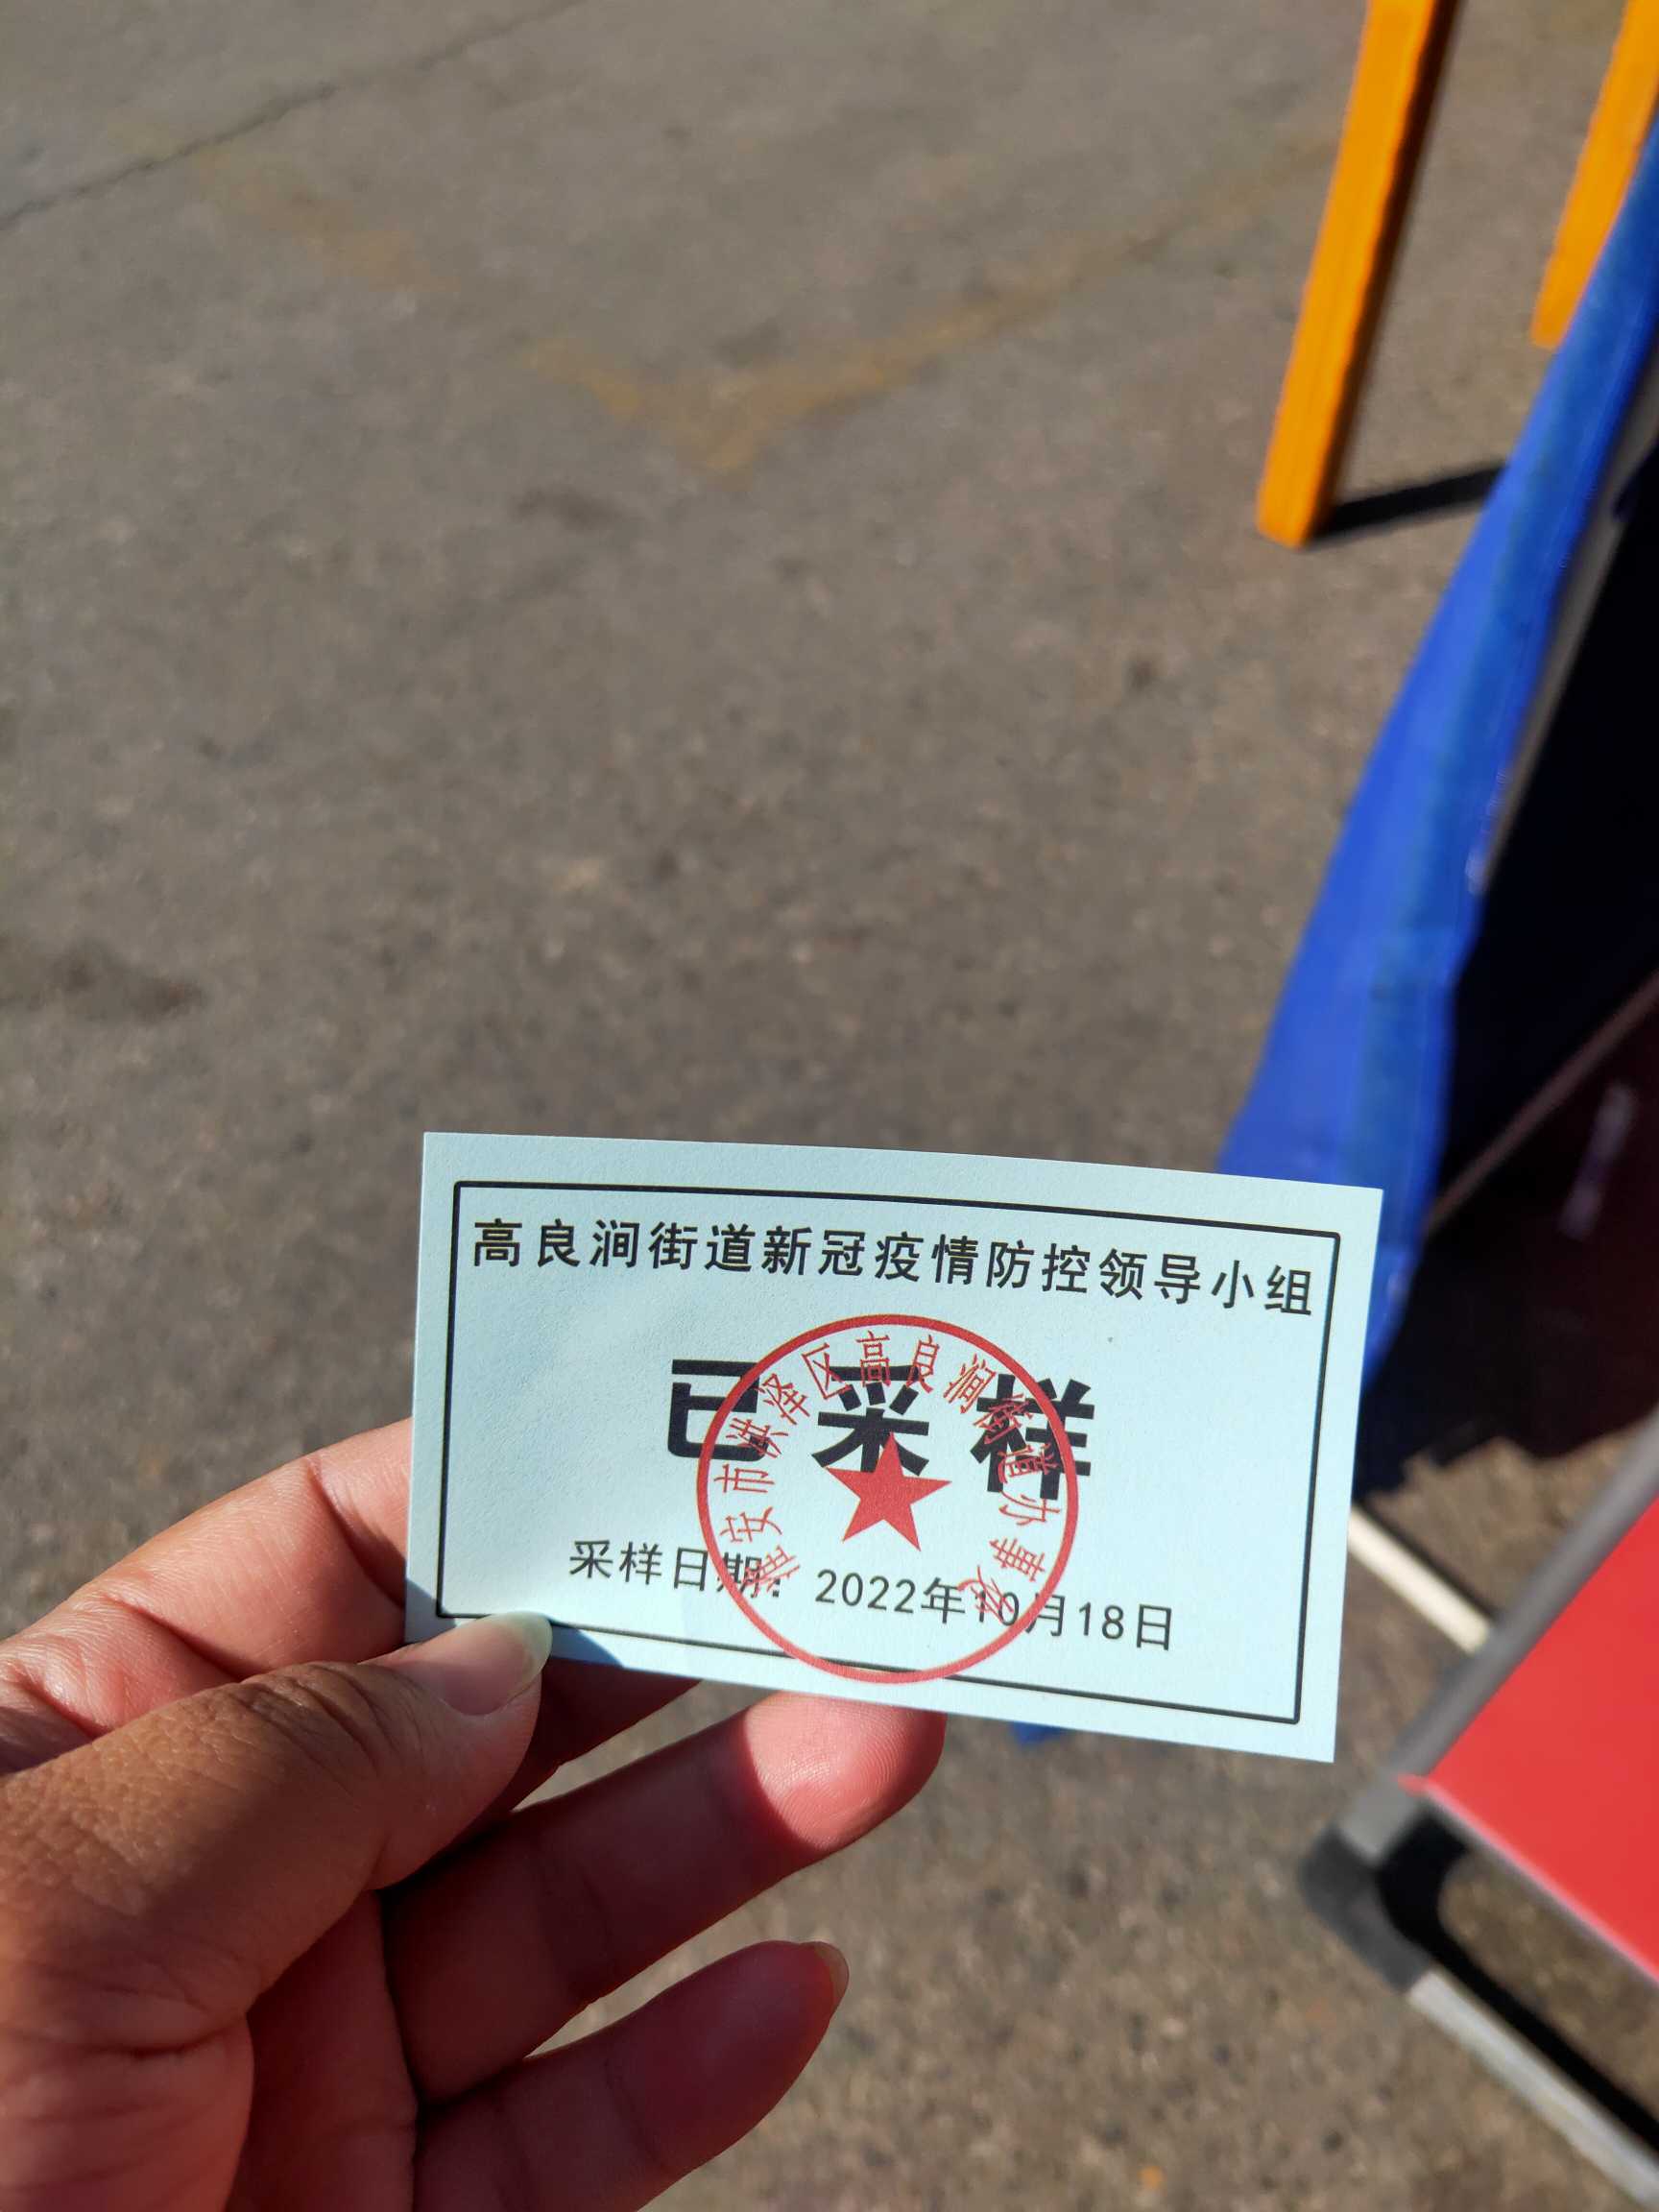 高良涧街道新冠疫情防控领导小组
已采样
淮安市洪泽区高良涧街道办事处
采样日期：2022年10月18日